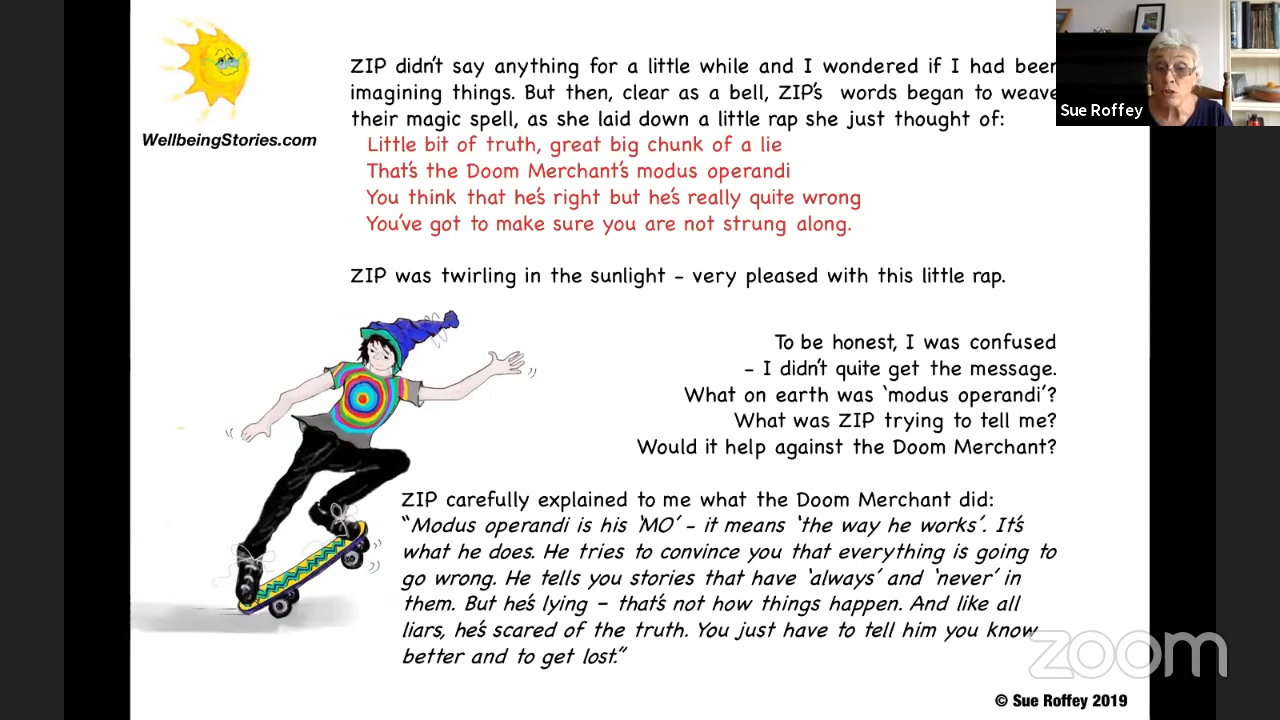 ZIP didn't say anything for a little while and I wondered if I had been
imagining things. But then, clear as a bell, ZIP's words began to weave
their magic spell, as she laid down a little rap she just thought of:
Little bit of truth, great big chunk of a lie
That's the Doom Merchant's modus operandi
You think that he's right but he's really quite wrong
You've got to make sure you are not strung along.
WellbeingStories.com
Sue Roffey
ZIP was twirling in the sunlight – very pleased with this little rap.
To be honest, I was confused
– I didn't quite get the message.
What on earth was 'modus operandi'?
What was ZIP trying to tell me?
Would it help against the Doom Merchant?
ZIP carefully explained to me what the Doom Merchant did:
"Modus operandi is his 'MO' – it means 'the way he works'. It's
what he does. He tries to convince you that everything is going to
go wrong. He tells you stories that have 'always' and 'never' in
them. But he's lying – that's not how things happen. And like all
liars, he's scared of the truth. You just have to tell him you know
better and to get lost."
zoom
© Sue Roffey 2019